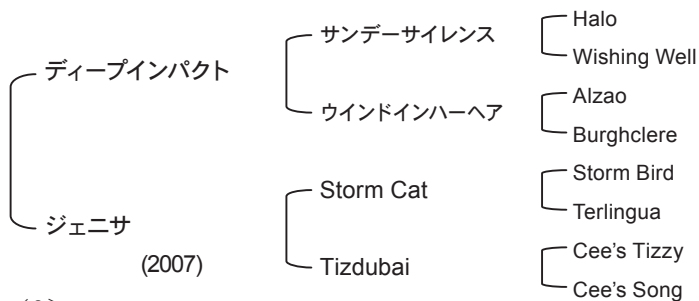 ディープインパクト
サンデーサイレンス
Halo
Wishing Well
ウインドインハーヘア
Alzao
Burghclere
ジェニサ
(2007)
Storm Cat
Storm Bird
Terlingua
Tizdubai
Cee's Tizzy
Cee's Song